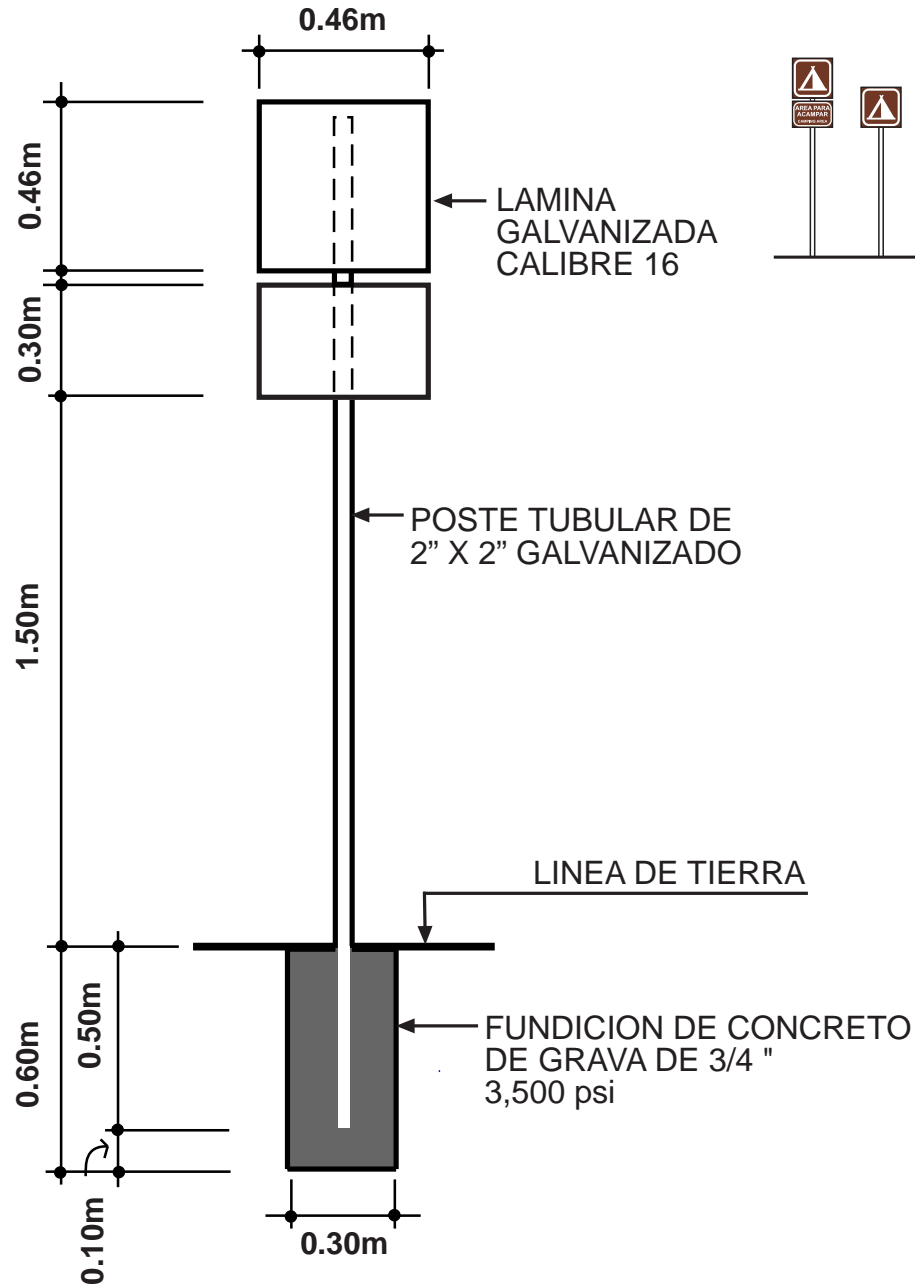 0.46m
0.46m
AREA PARA
ACAMPAR
CAMPING AREA
LAMINA
GALVANIZADA
CALIBRE 16
0.30m
POSTE TUBULAR DE
2” X 2” GALVANIZADO
1.50m
LINEA DE TIERRA
0.50m
0.60m
FUNDICION DE CONCRETO
DE GRAVA DE 3/4 "
3,500 psi
0.10m
0.30m